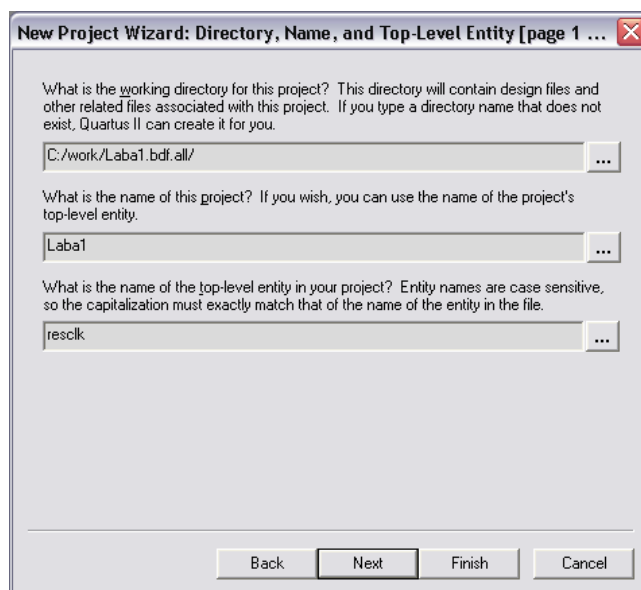 New Project Wizard: Directory, Name, and Top-Level Entity [page 1 ...
What is the working directory for this project? This directory will contain design files and
other related files associated with this project. If you type a directory name that does not
exist, Quartus II can create it for you.
C:/work/Laba1.bdf.all/
...
What is the name of this project? If you wish, you can use the name of the project's
top-level entity.
Laba1
...
What is the name of the top-level entity in your project? Entity names are case sensitive,
so the capitalization must exactly match that of the name of the entity in the file.
resclk
...
Back Next Finish Cancel